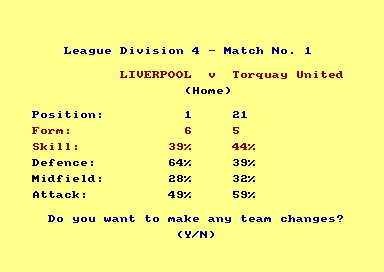 League Division 4 - Match No. 1
LIVERPOOL v Torquay United
(Home)
Position: 1 21
Form: 6 5
Skill: 39% 44%
Defence: 64% 39%
Midfield: 28% 32%
Attack: 49% 59%
Do you want to make any team changes?
(Y/N)